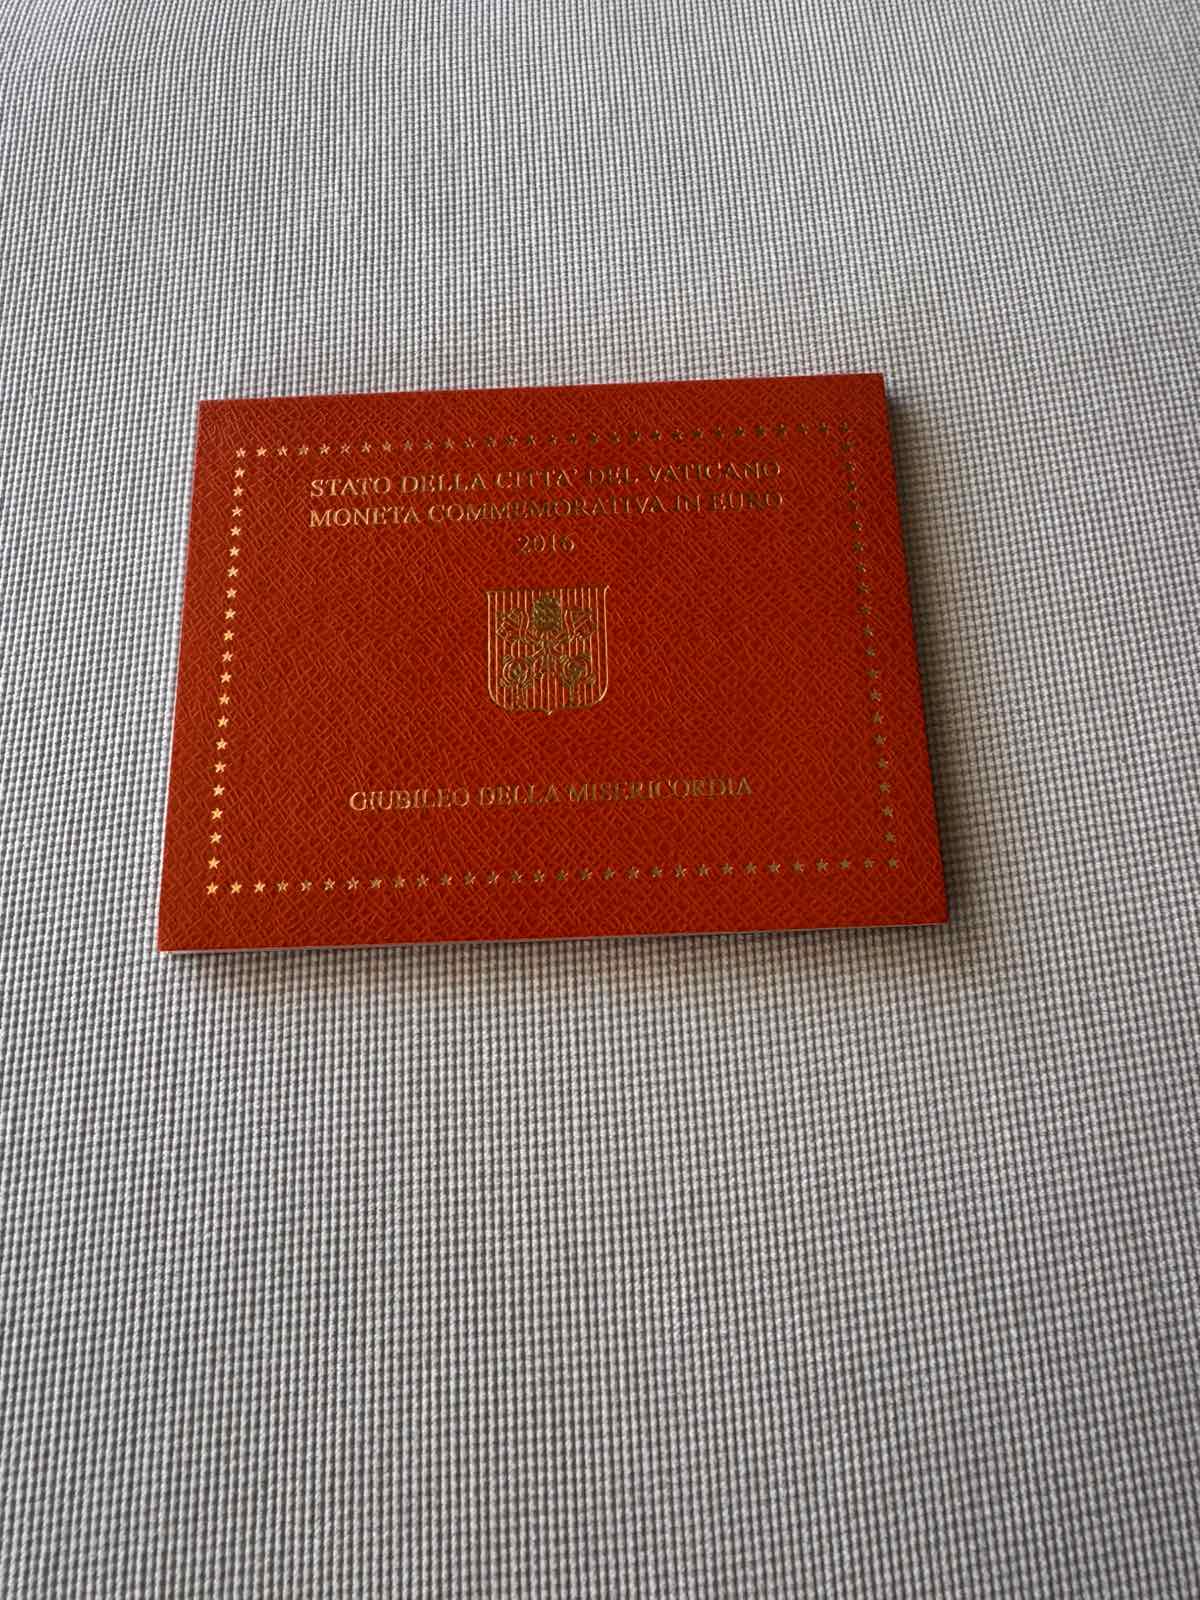 STATO DELLA CITTA' DEL VATICANO
MONETA COMMEMORATIVA IN EURO
2016
GIUBILEO DELLA MISERICORDIA